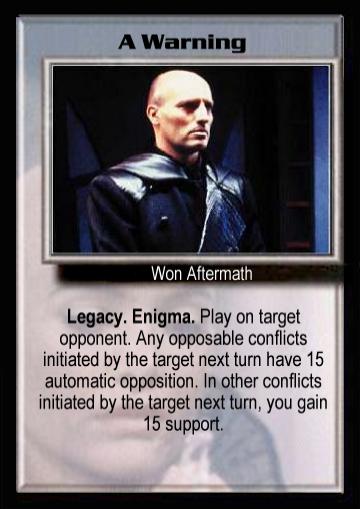 A Warning
Won Aftermath
Legacy. Enigma. Play on target
opponent. Any opposable conflicts
initiated by the target next turn have 15
automatic opposition. In other conflicts
initiated by the target next turn, you gain
15 support.